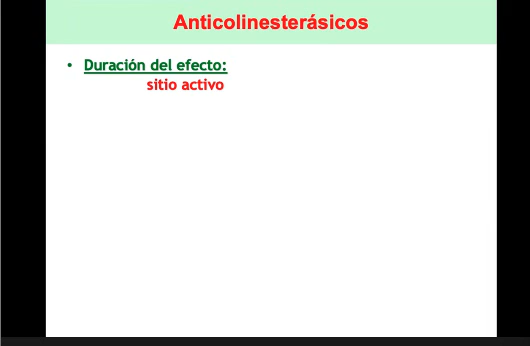 Anticolinesterásicos
• Duración del efecto:
sitio activo